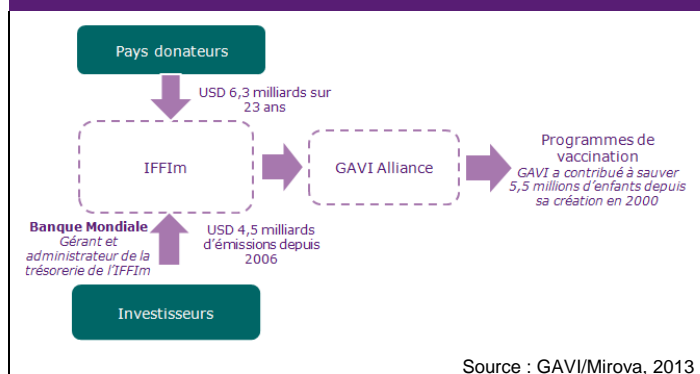 Pays donateurs
USD 6,3 milliards sur
23 ans
IFFIm
GAVI Alliance
Programmes de
vaccination
GAVI a contribué à sauver
5,5 millions d'enfants depuis
sa création en 2000
Banque Mondiale
Gérant et
administrateur de la
trésorerie de l'IFFIm
USD 4,5 milliards
d'émissions depuis
2006
Investisseurs
Source : GAVI/Mirova, 2013